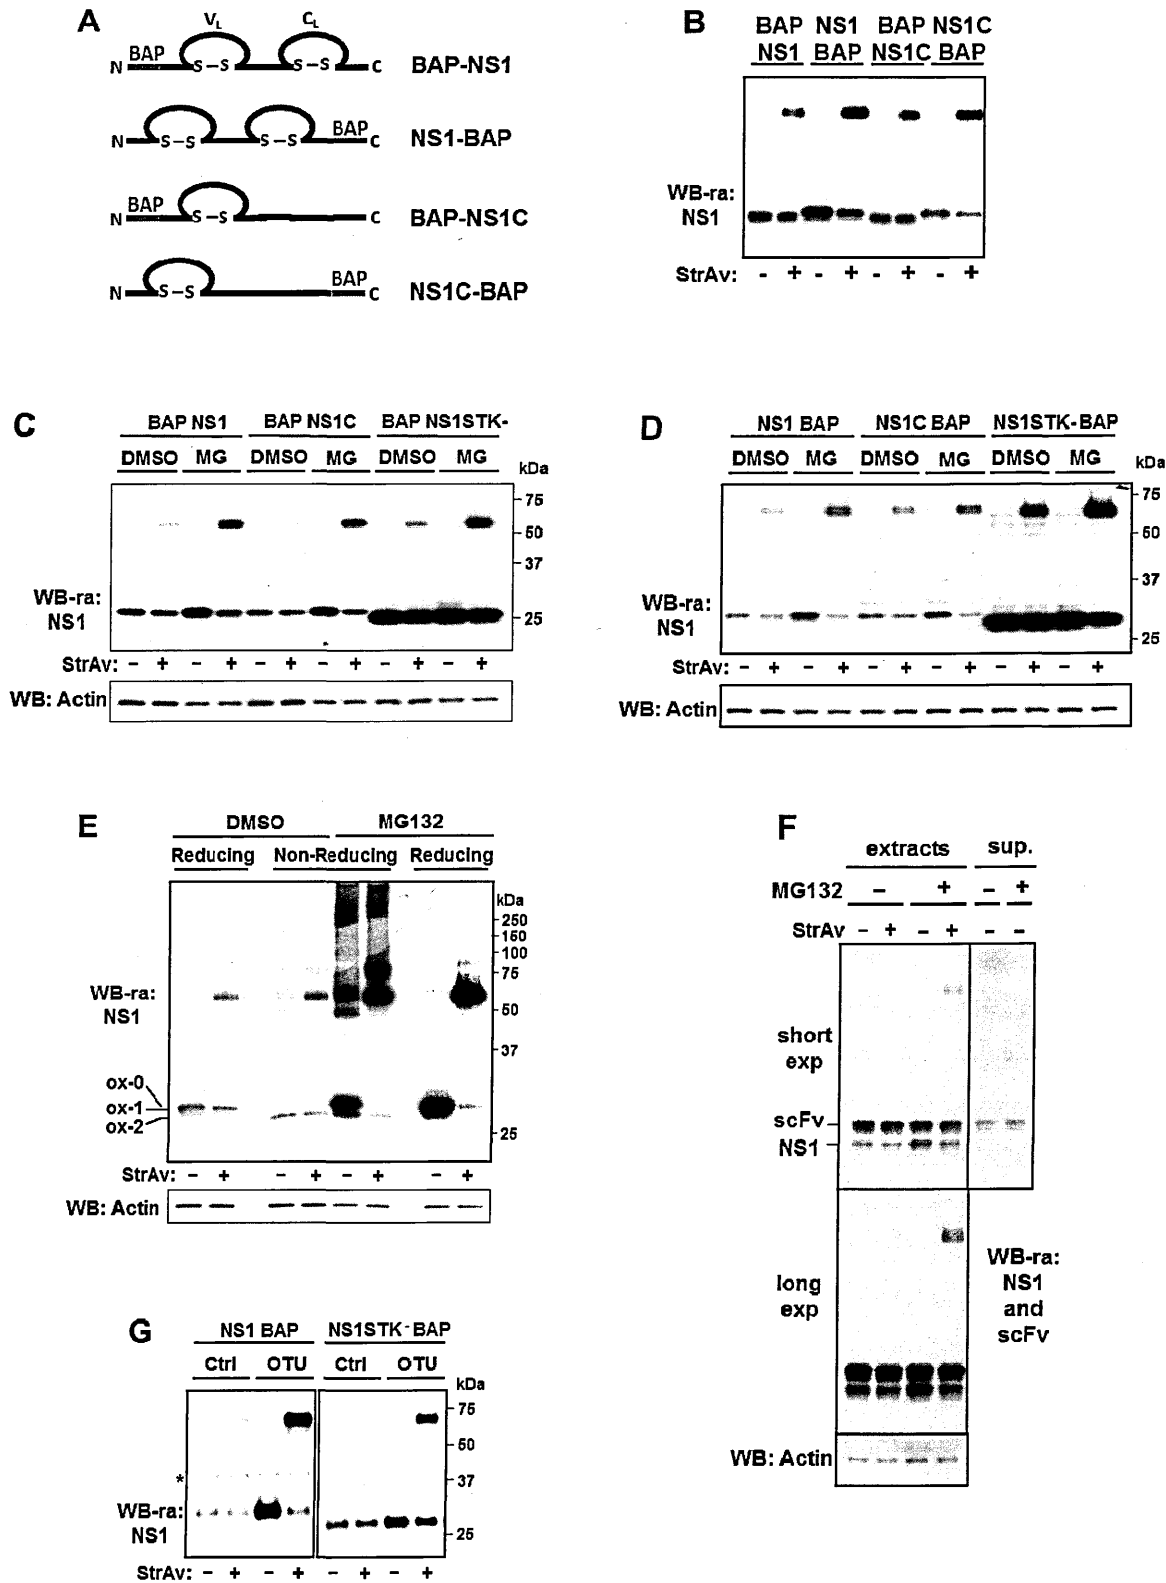 A
V_L C_L
N BAP S–S S–S C BAP-NS1
N S–S S–S BAP C NS1-BAP
N BAP S–S C BAP-NS1C
N S–S BAP C NS1C-BAP
B
BAP NS1 BAP NS1C
NS1 BAP NS1C BAP
WB-ra:
NS1
StrAv: - + - + - + - +
C
BAP NS1 BAP NS1C BAP NS1STK-
DMSO MG DMSO MG DMSO MG
kDa
75
50
37
25
WB-ra:
NS1
StrAv: - + - + - + - + - + - +
WB: Actin
D
NS1 BAP NS1C BAP NS1STK-BAP
DMSO MG DMSO MG DMSO MG
kDa
75
50
37
25
WB-ra:
NS1
StrAv: - + - + - + - + - + - +
WB: Actin
E
DMSO MG132
Reducing Non-Reducing Reducing
kDa
250
150
100
75
50
37
25
WB-ra:
NS1
ox-0
ox-1
ox-2
StrAv: - + - + - + - +
WB: Actin
F
extracts sup.
MG132 - + - +
StrAv - + - + - -
short
exp
scFv
NS1
long
exp
WB-ra:
NS1
and
scFv
WB: Actin
G
NS1 BAP NS1STK-BAP
Ctrl OTU Ctrl OTU
kDa
75
50
37
25
*
WB-ra:
NS1
StrAv: - + - + - + - +